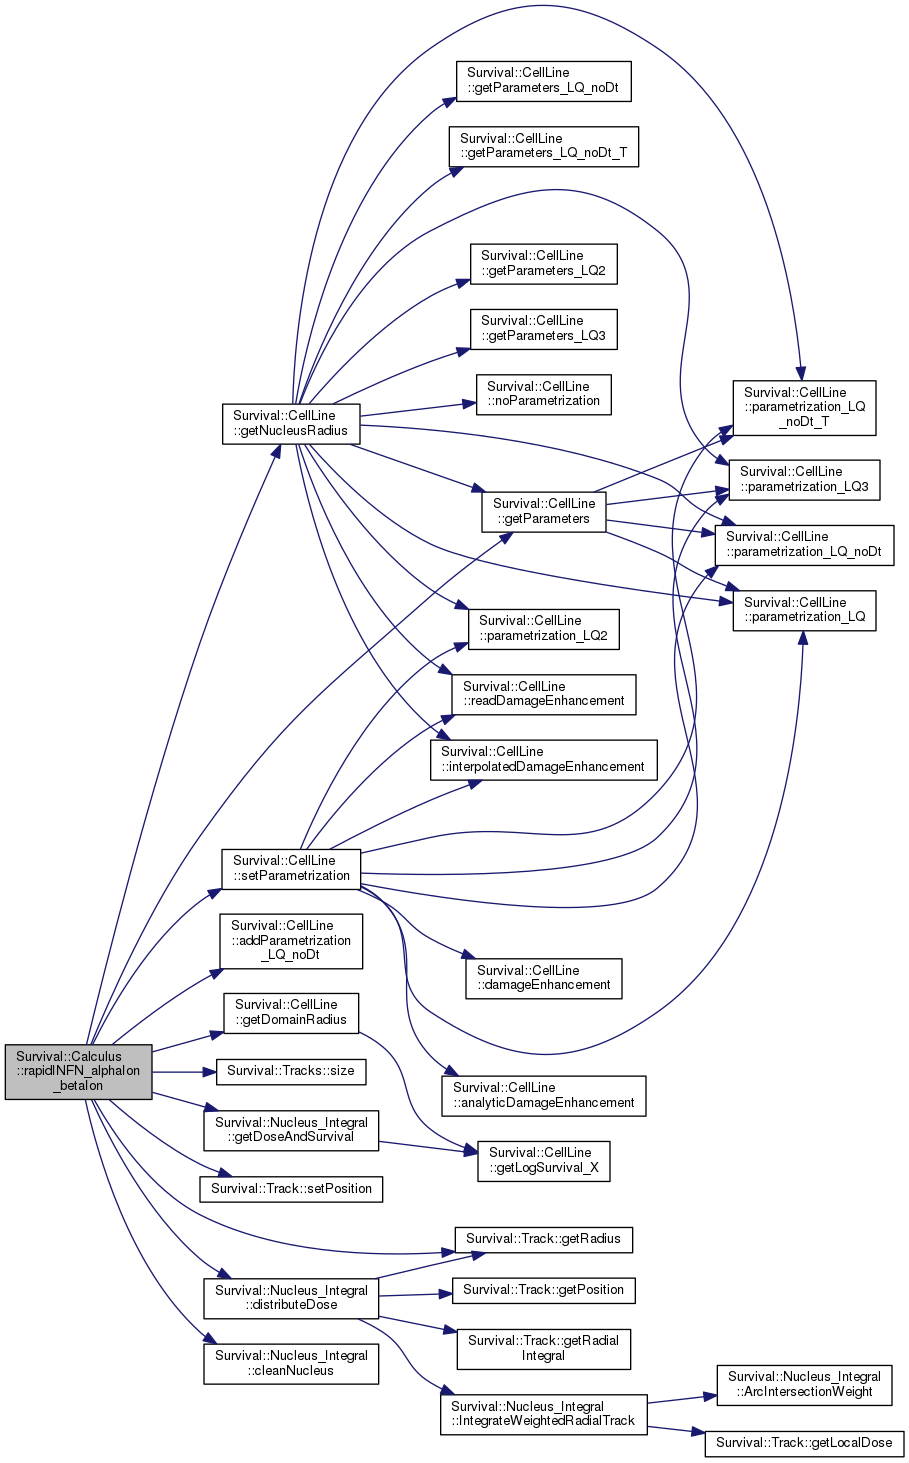 Survival::CellLine
::getParameters_LQ_noDt
Survival::CellLine
::getParameters_LQ_noDt_T
Survival::CellLine
::getParameters_LQ2
Survival::CellLine
::getParameters_LQ3
Survival::CellLine
::noParametrization
Survival::CellLine
::parametrization_LQ
_noDt_T
Survival::CellLine
::getNucleusRadius
Survival::CellLine
::parametrization_LQ3
Survival::CellLine
::getParameters
Survival::CellLine
::parametrization_LQ_noDt
Survival::CellLine
::parametrization_LQ
Survival::CellLine
::parametrization_LQ2
Survival::CellLine
::readDamageEnhancement
Survival::CellLine
::interpolatedDamageEnhancement
Survival::CellLine
::setParametrization
Survival::CellLine
::addParametrization
_LQ_noDt
Survival::CellLine
::damageEnhancement
Survival::CellLine
::getDomainRadius
Survival::Calculus
::rapidINFN_alphaIon
_betaIon
Survival::Tracks::size
Survival::CellLine
::analyticDamageEnhancement
Survival::Nucleus_Integral
::getDoseAndSurvival
Survival::CellLine
::getLogSurvival_X
Survival::Track::setPosition
Survival::Track::getRadius
Survival::Nucleus_Integral
::distributeDose
Survival::Track::getPosition
Survival::Track::getRadial
Integral
Survival::Nucleus_Integral
::cleanNucleus
Survival::Nucleus_Integral
::ArcIntersectionWeight
Survival::Nucleus_Integral
::IntegrateWeightedRadialTrack
Survival::Track::getLocalDose